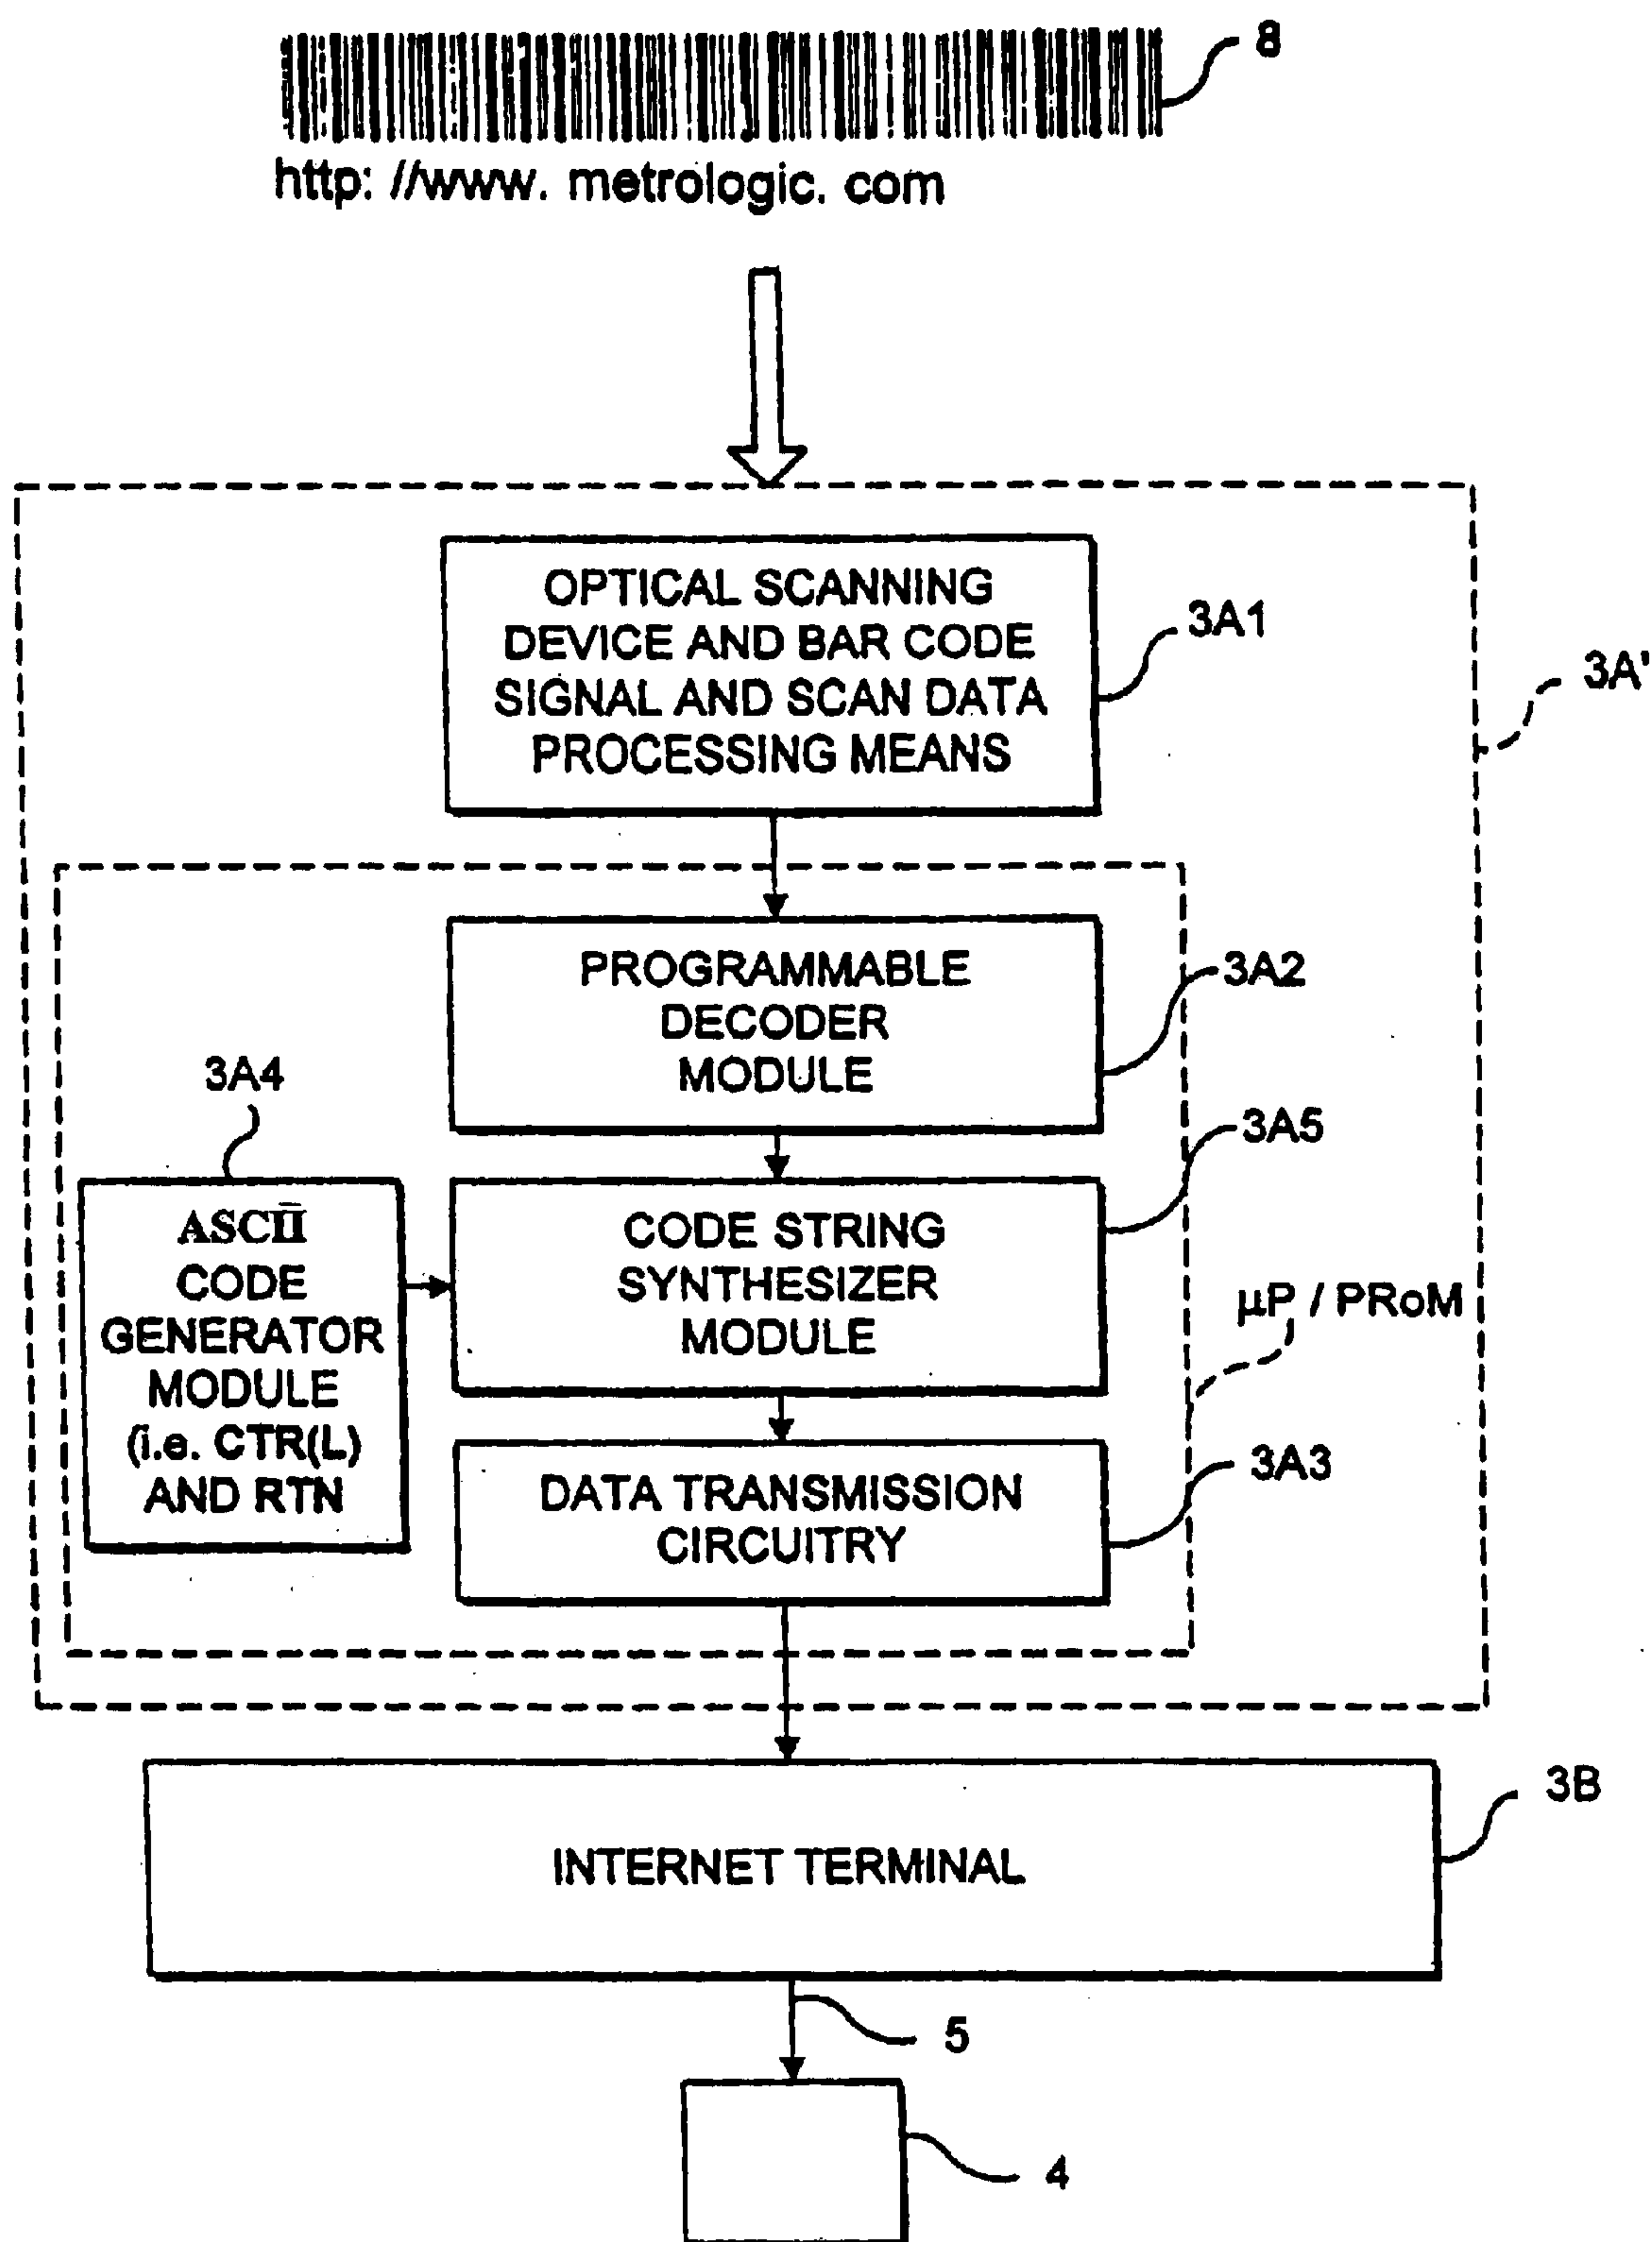 8
http: //www. metrologic. com
OPTICAL SCANNING
DEVICE AND BAR CODE
SIGNAL AND SCAN DATA
PROCESSING MEANS
3A1
3A'
PROGRAMMABLE
DECODER
MODULE
3A2
3A4
3A5
ASCII
CODE
GENERATOR
MODULE
(i.e. CTR(L)
AND RTN
CODE STRING
SYNTHESIZER
MODULE
µP / PRoM
DATA TRANSMISSION
CIRCUITRY
3A3
INTERNET TERMINAL
3B
5
4